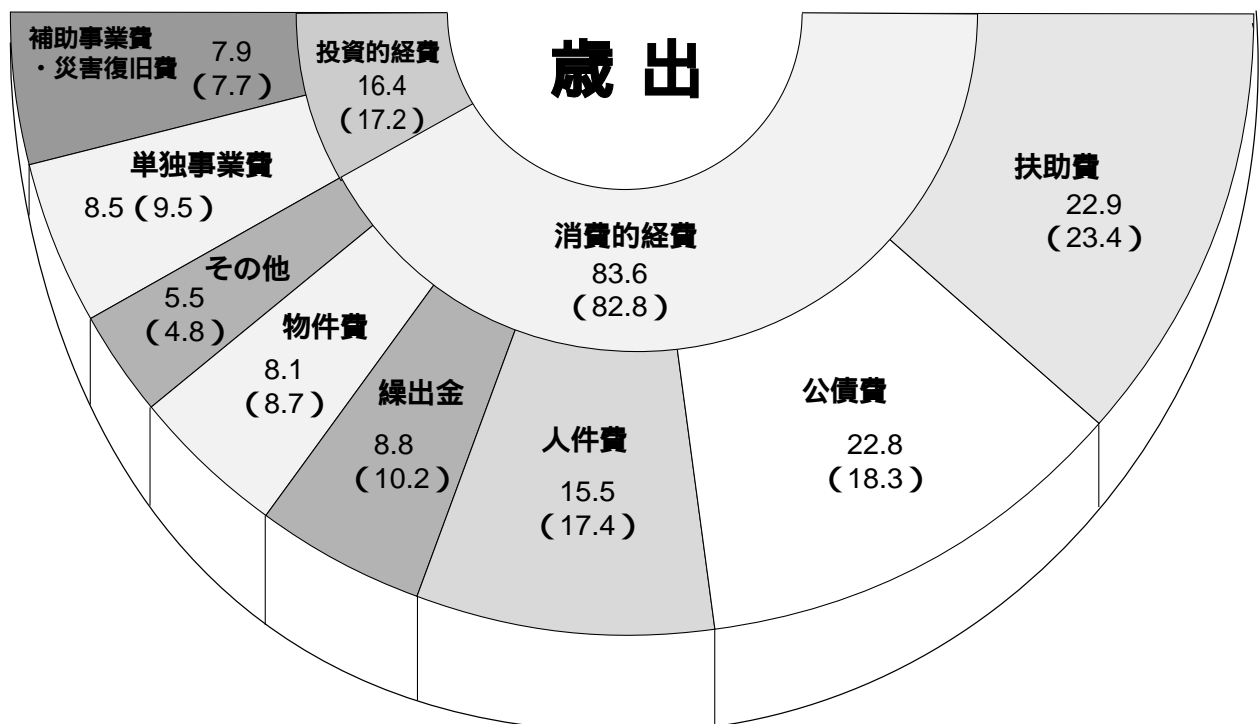 歳出
補助事業費
・災害復旧費
7.9
(7.7)
投資的経費
16.4
(17.2)
単独事業費
8.5(9.5)
その他
5.5
(4.8)
物件費
8.1
(8.7)
繰出金
8.8
(10.2)
人件費
15.5
(17.4)
消費的経費
83.6
(82.8)
公債費
22.8
(18.3)
扶助費
22.9
(23.4)